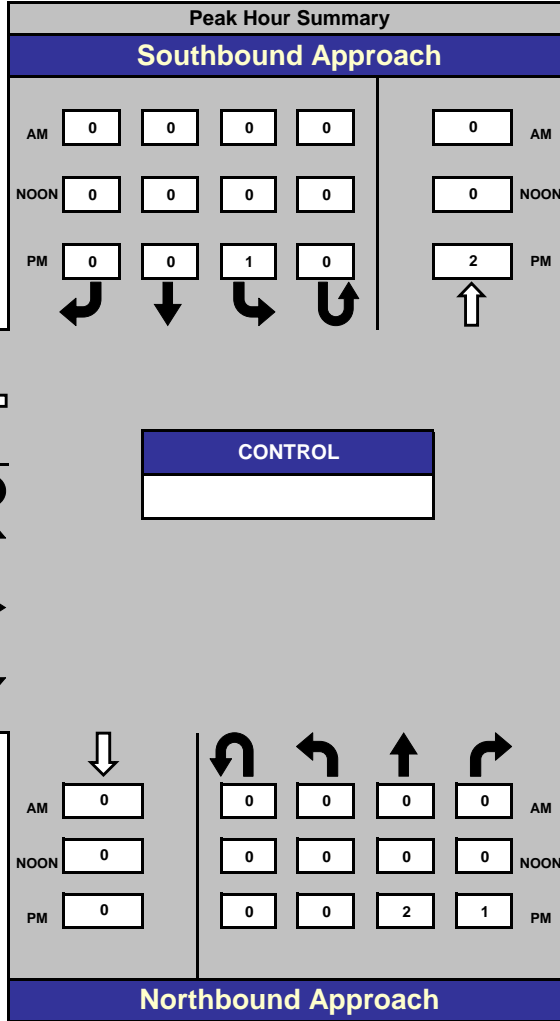 Peak Hour Summary
Southbound Approach
AM 0 0 0 0 0 AM
NOON 0 0 0 0 0 NOON
PM 0 0 1 0 2 PM
CONTROL
AM 0 0 0 0 0 AM
NOON 0 0 0 0 0 NOON
PM 0 0 0 2 1 PM
Northbound Approach